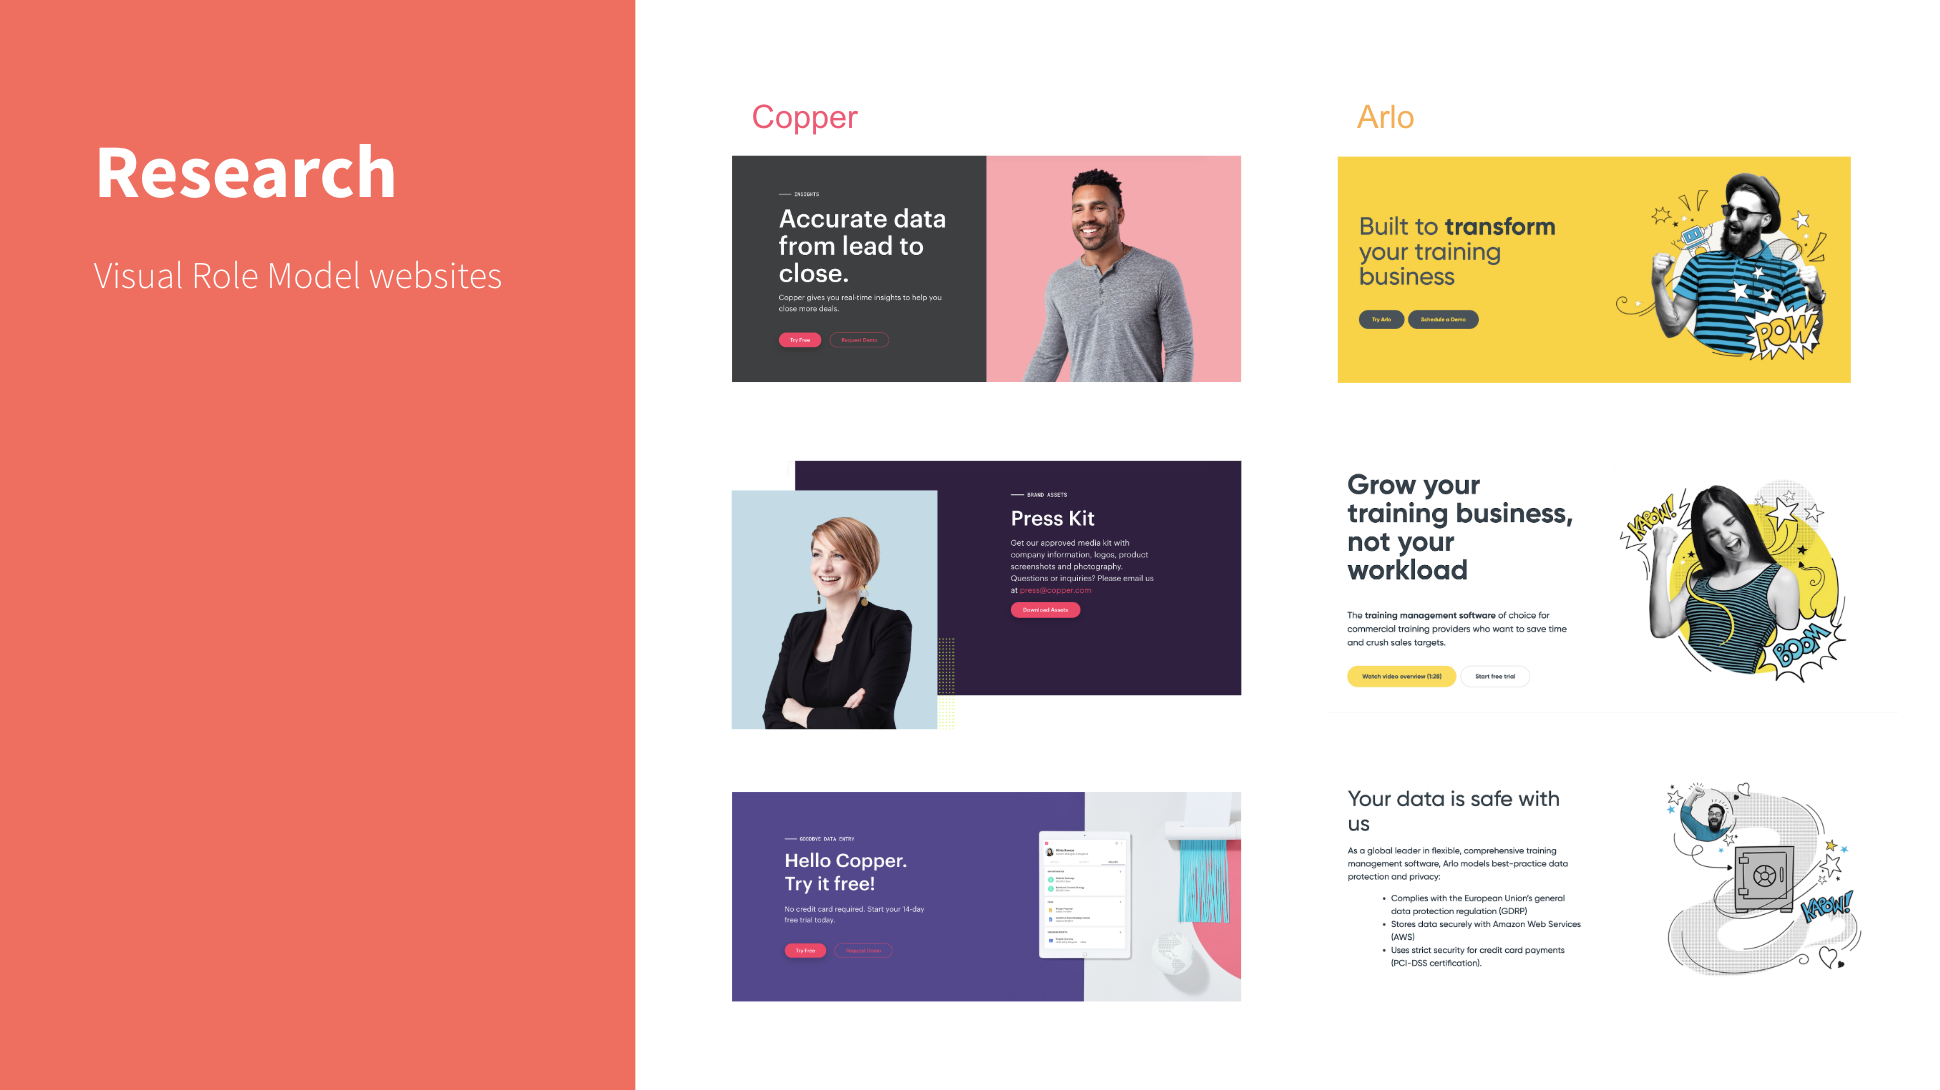 Research
Visual Role Model websites
Copper
INSIGHTS
Accurate data
from lead to
close.
Copper gives you real-time insights to help you
close more deals.
Try Free
Request Demo
BRAND ASSETS
Press Kit
Get our approved media kit with
company information, logos, product
screenshots and photography.
Questions or inquiries? Please email us
at press@copper.com
Download Assets
GOODBYE DATA ENTRY
Hello Copper.
Try it free!
No credit card required. Start your 14-day
free trial today.
Try Free
Request Demo
Arlo
Built to transform
your training
business
Try Arlo
Schedule a Demo
POW
Grow your
training business,
not your
workload
The training management software of choice for
commercial training providers who want to save time
and crush sales targets.
Watch video overview (1:28)
Start free trial
KAPOW!
BOOM
Your data is safe with
us
As a global leader in flexible, comprehensive training
management software, Arlo models best-practice data
protection and privacy:
• Complies with the European Union's general
data protection regulation (GDRP)
• Stores data securely with Amazon Web Services
(AWS)
• Uses strict security for credit card payments
(PCI-DSS certification).
KAPOW!